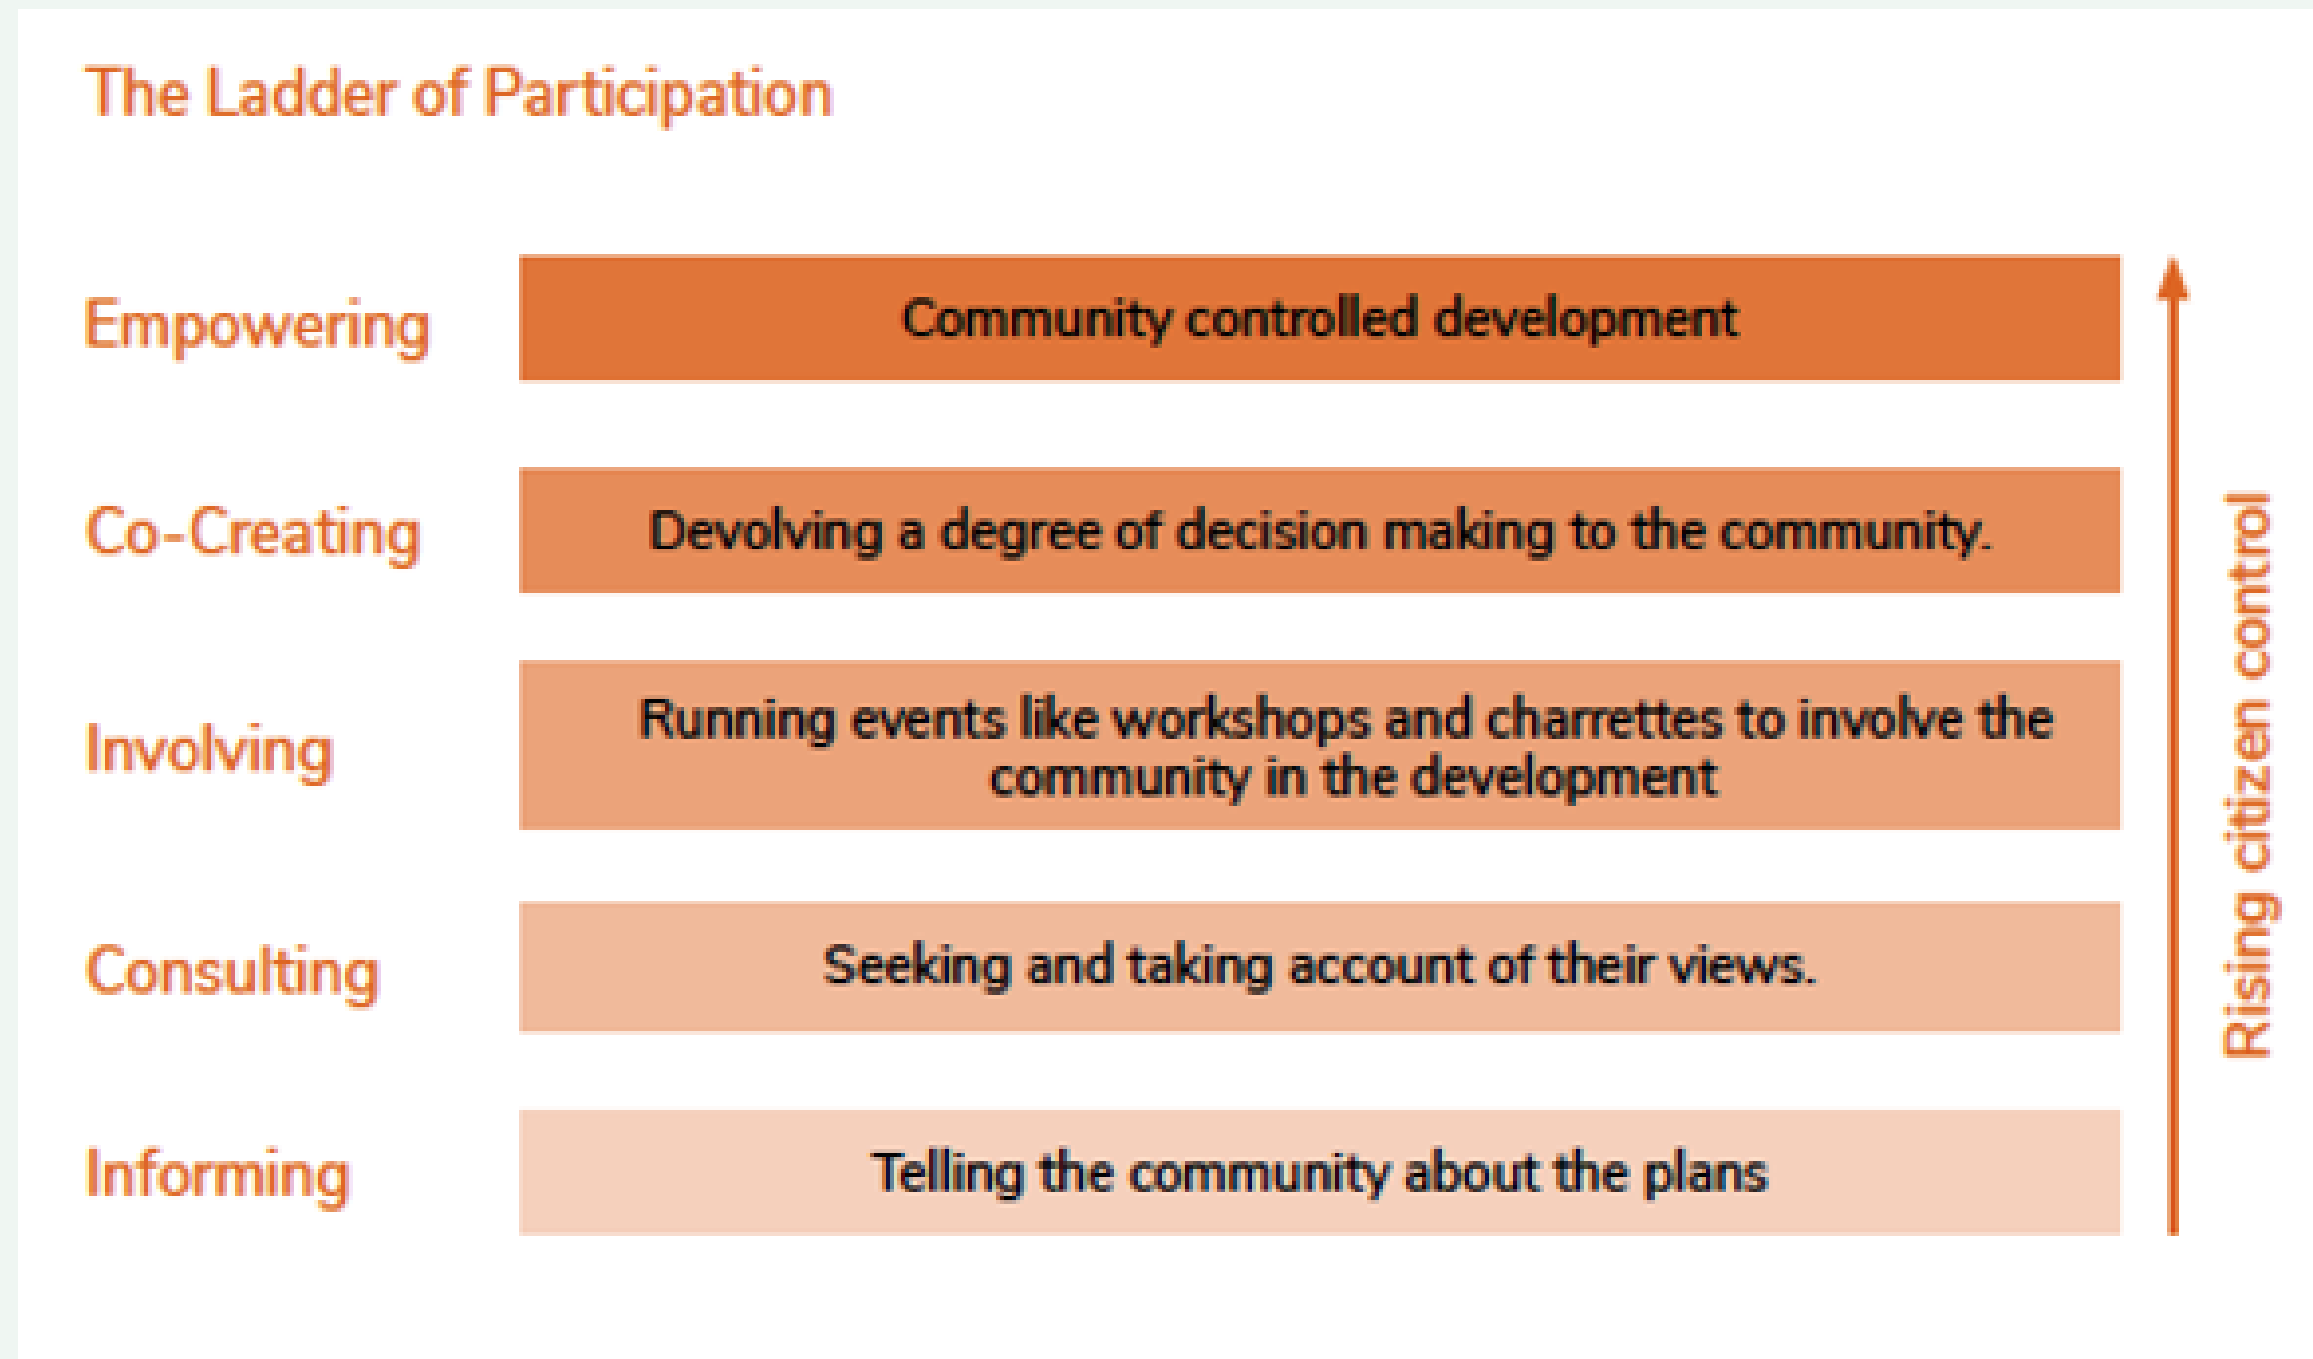 The Ladder of Participation
Empowering
Community controlled development
Co-Creating
Devolving a degree of decision making to the community.
Involving
Running events like workshops and charrettes to involve the
community in the development
Consulting
Seeking and taking account of their views.
Informing
Telling the community about the plans
Rising citizen control